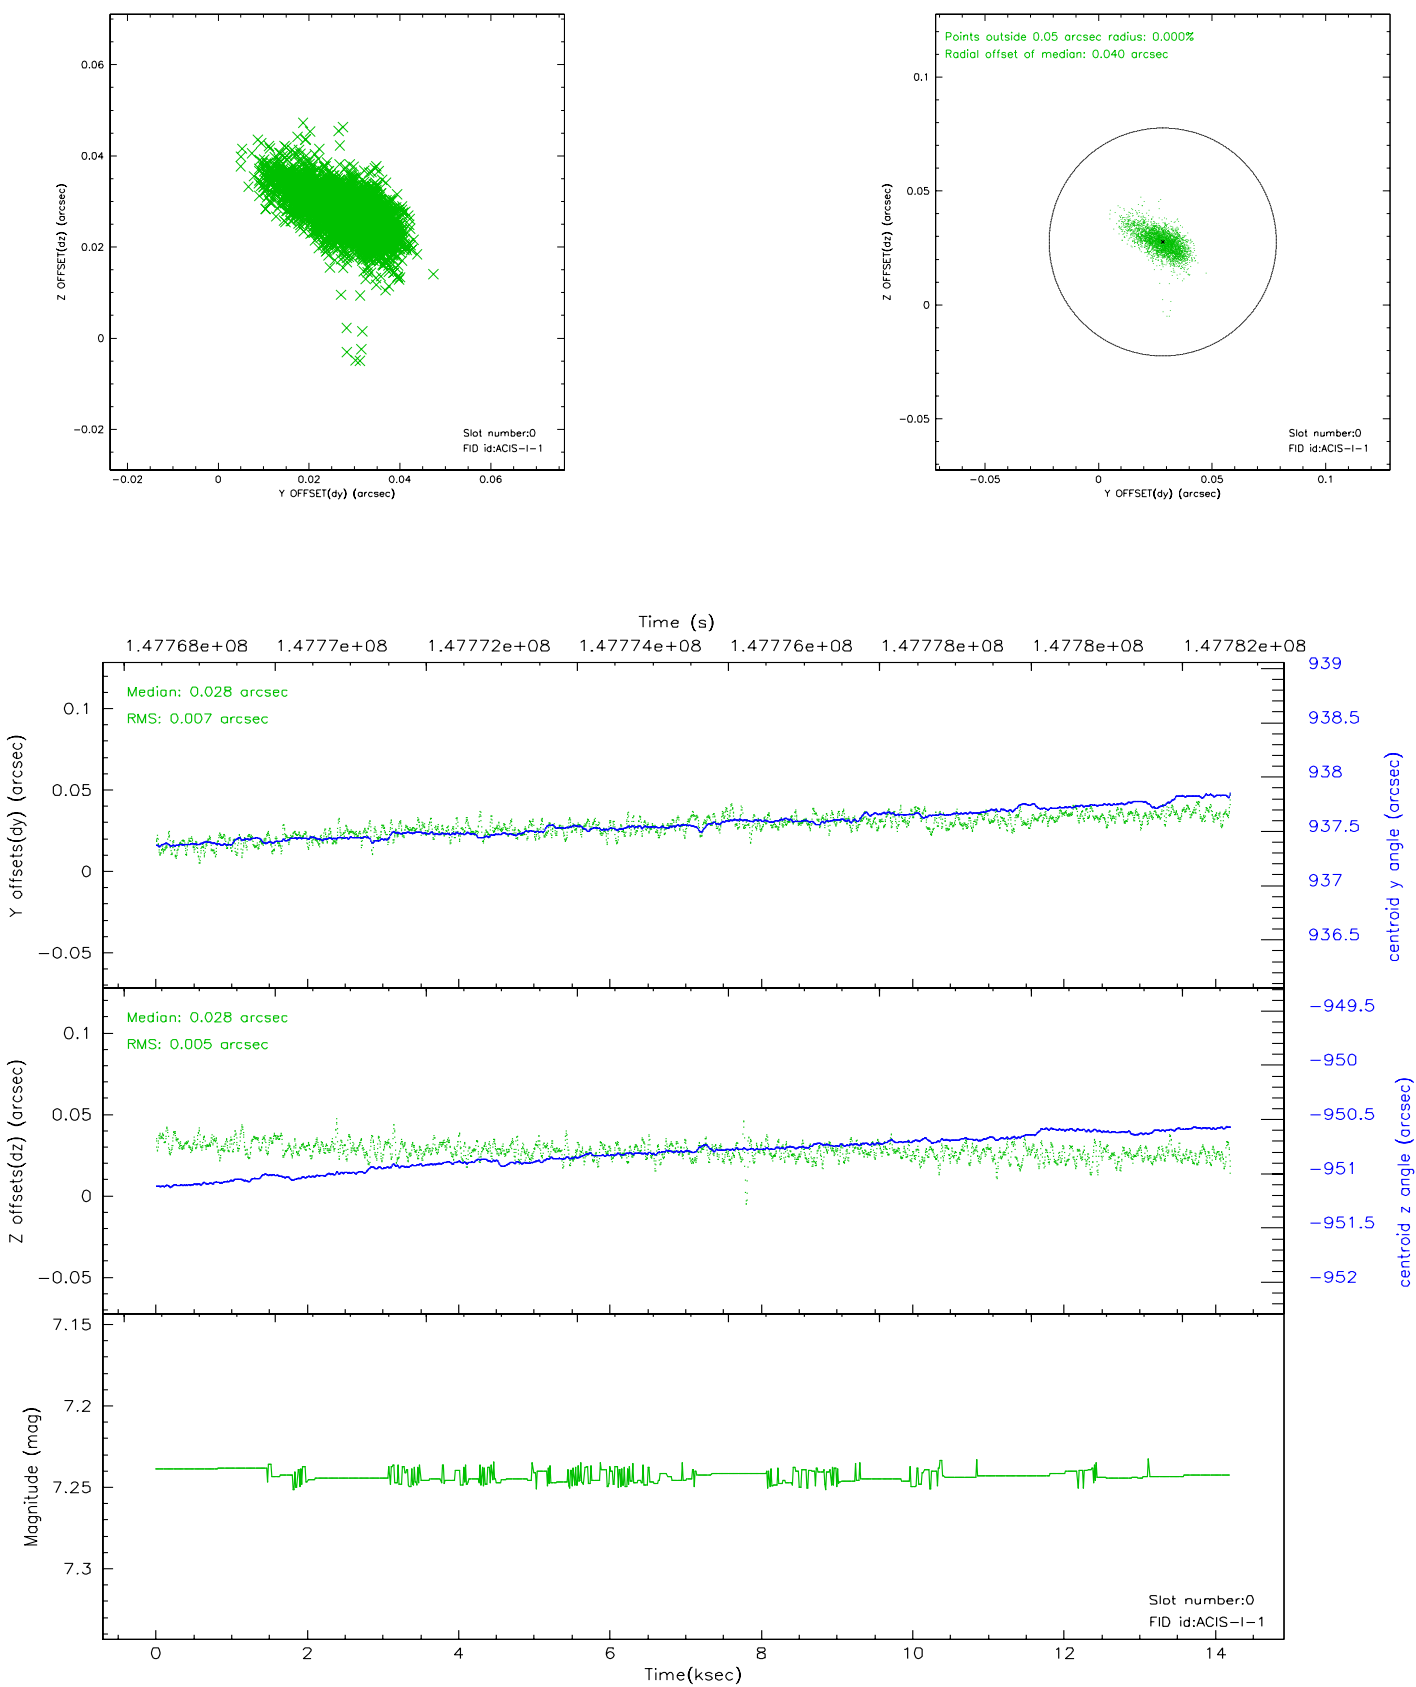 0.06
0.04
0.02
0
-0.02
Z OFFSET(dz) (arcsec)
Slot number:0
FID id:ACIS-I-1
-0.02 0 0.02 0.04 0.06
Y OFFSET(dy) (arcsec)
Points outside 0.05 arcsec radius: 0.000%
Radial offset of median: 0.040 arcsec
0.1
0.05
0
-0.05
Z OFFSET(dz) (arcsec)
Slot number:0
FID id:ACIS-I-1
-0.05 0 0.05 0.1
Y OFFSET(dy) (arcsec)
Time (s)
1.47768e+08 1.4777e+08 1.47772e+08 1.47774e+08 1.47776e+08 1.47778e+08 1.4778e+08 1.47782e+08
Median: 0.028 arcsec
RMS: 0.007 arcsec
0.1
0.05
0
-0.05
Y offsets(dy) (arcsec)
939
938.5
938
937.5
937
936.5
centroid y angle (arcsec)
Median: 0.028 arcsec
RMS: 0.005 arcsec
0.1
0.05
0
-0.05
Z offsets(dz) (arcsec)
-949.5
-950
-950.5
-951
-951.5
-952
centroid z angle (arcsec)
7.15
7.2
7.25
7.3
Magnitude (mag)
Slot number:0
FID id:ACIS-I-1
0 2 4 6 8 10 12 14
Time(ksec)